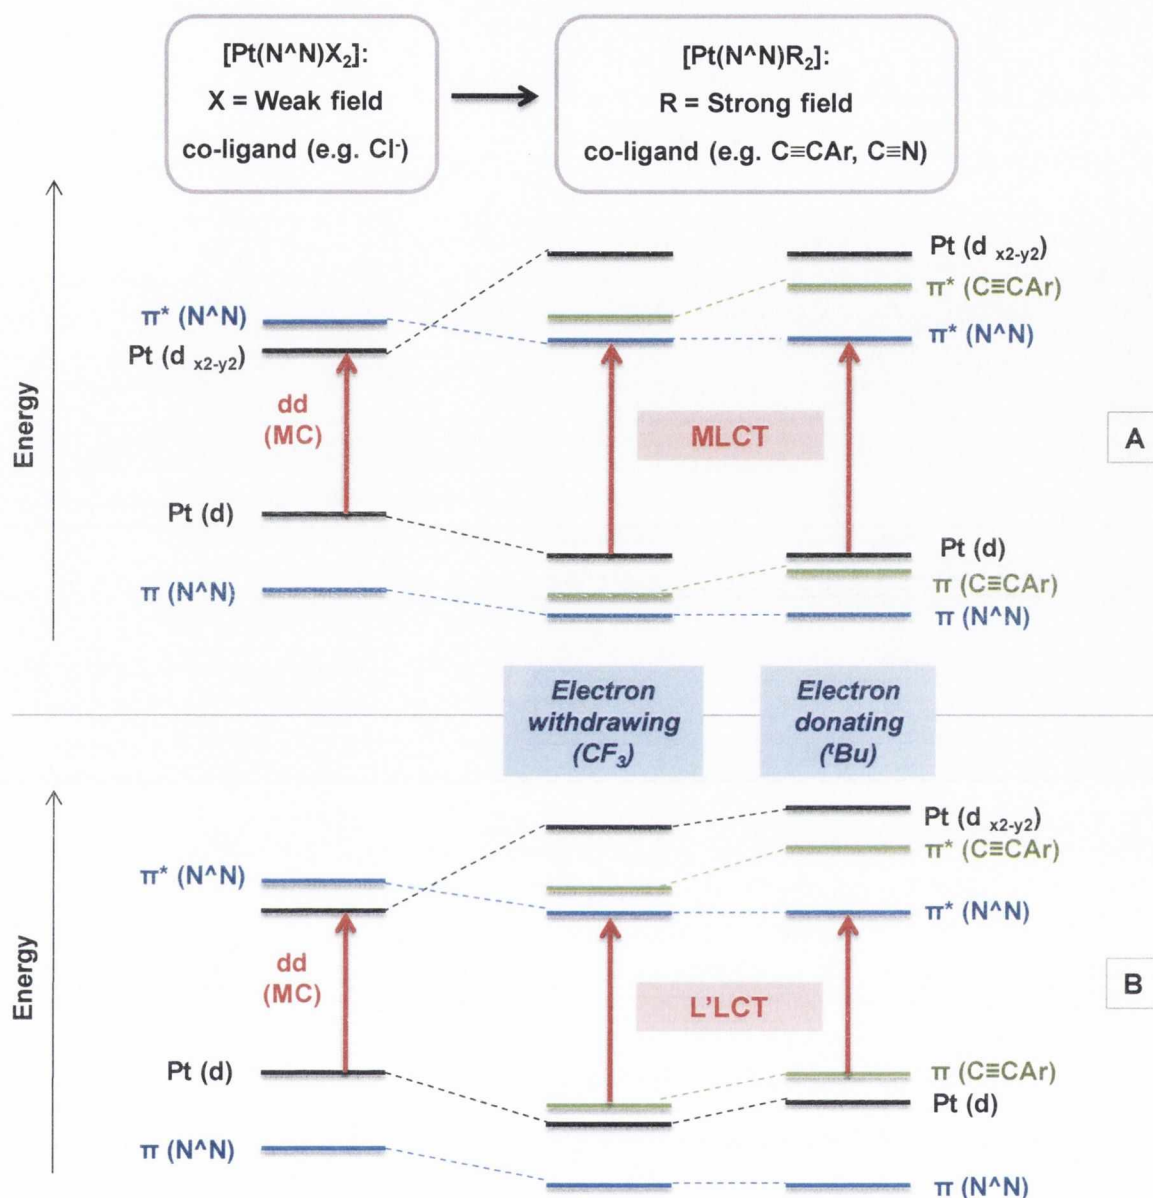 [Pt(N^N)X₂]:
X = Weak field
co-ligand (e.g. Cl⁻)
[Pt(N^N)R₂]:
R = Strong field
co-ligand (e.g. C≡CAr, C≡N)
Energy
π* (N^N)
Pt (d x2-y2)
dd
(MC)
Pt (d)
π (N^N)
MLCT
Pt (d x2-y2)
π* (C≡CAr)
π* (N^N)
Pt (d)
π (C≡CAr)
π (N^N)
A
Electron
withdrawing
(CF₃)
Electron
donating
(ᵗBu)
Energy
π* (N^N)
dd
(MC)
Pt (d)
π (N^N)
L'LCT
Pt (d x2-y2)
π* (C≡CAr)
π* (N^N)
π (C≡CAr)
Pt (d)
π (N^N)
B